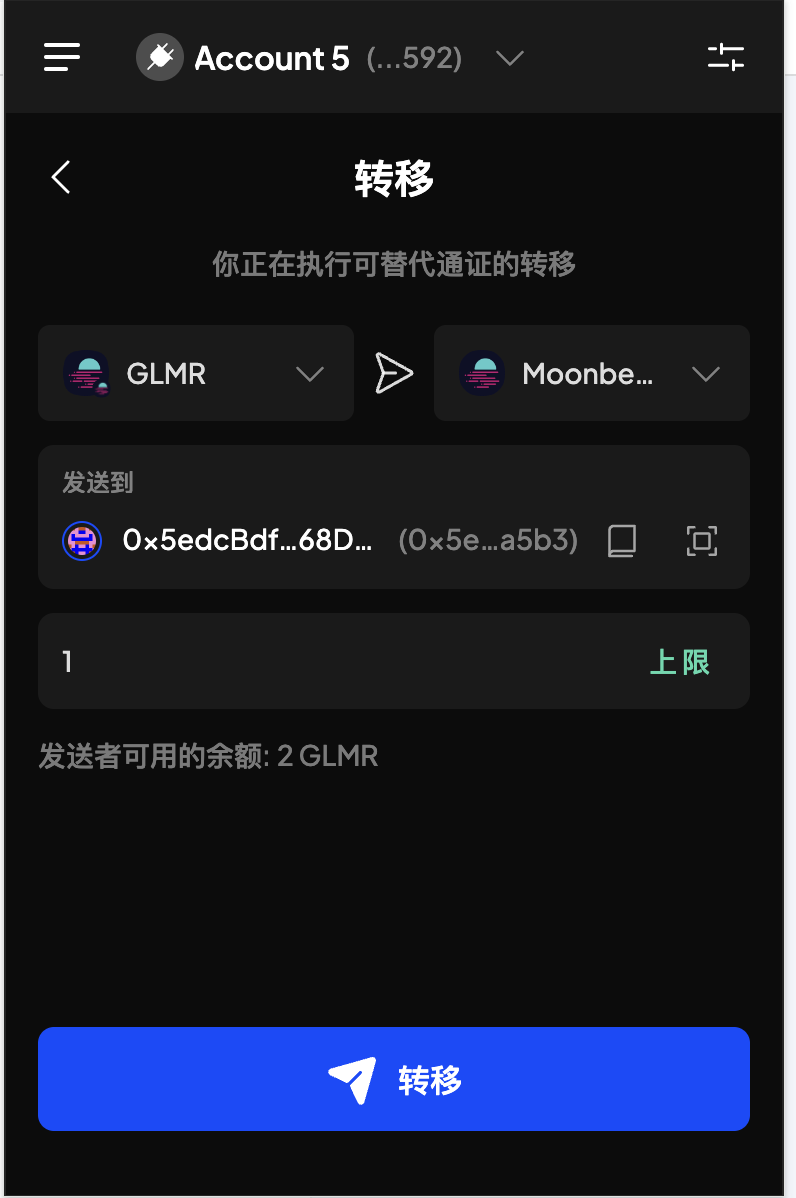 Account 5 (...592)
转移
你正在执行可替代通证的转移
GLMR Moonbe...
发送到
0x5edcBdf...68D... (0x5e...a5b3)
1 上限
发送者可用的余额: 2 GLMR
转移